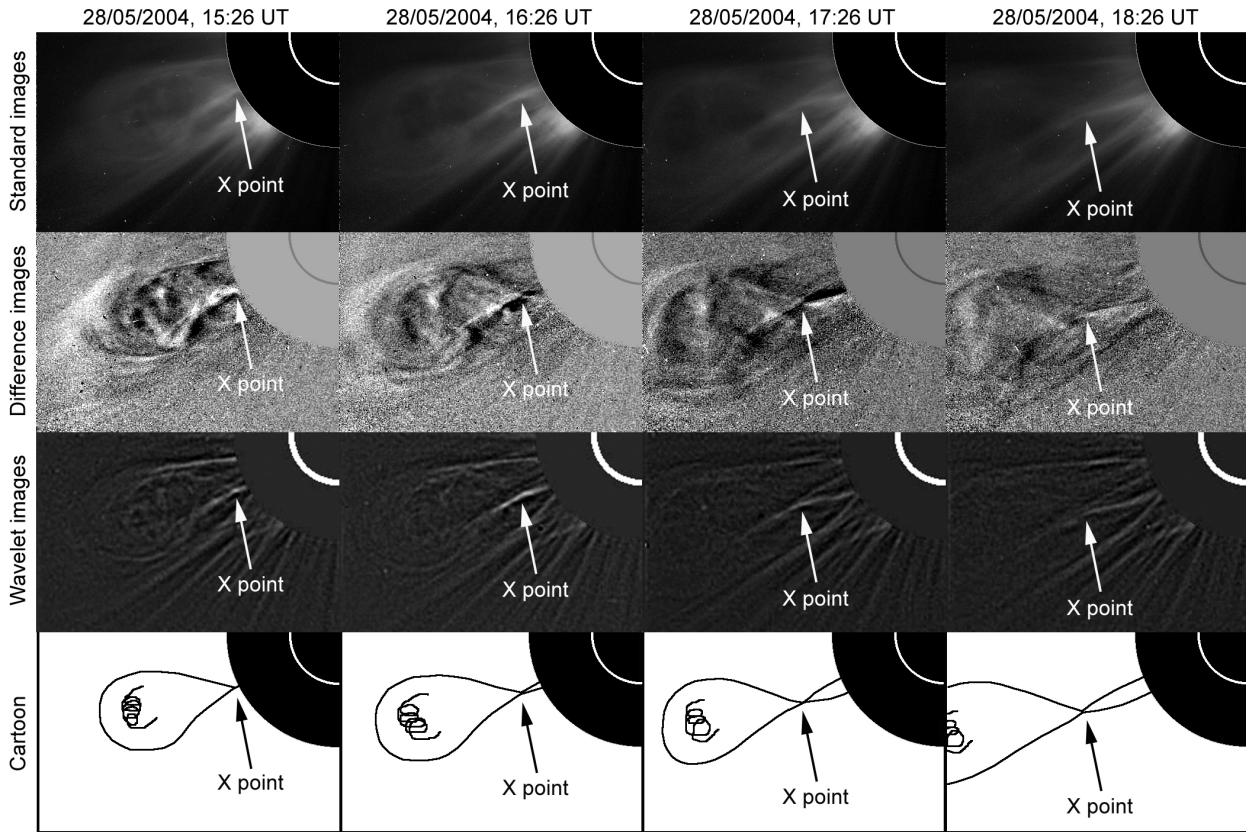 28/05/2004, 15:26 UT
28/05/2004, 16:26 UT
28/05/2004, 17:26 UT
28/05/2004, 18:26 UT
Standard images
X point
X point
X point
X point
Difference images
X point
X point
X point
X point
Wavelet images
X point
X point
X point
X point
Cartoon
X point
X point
X point
X point